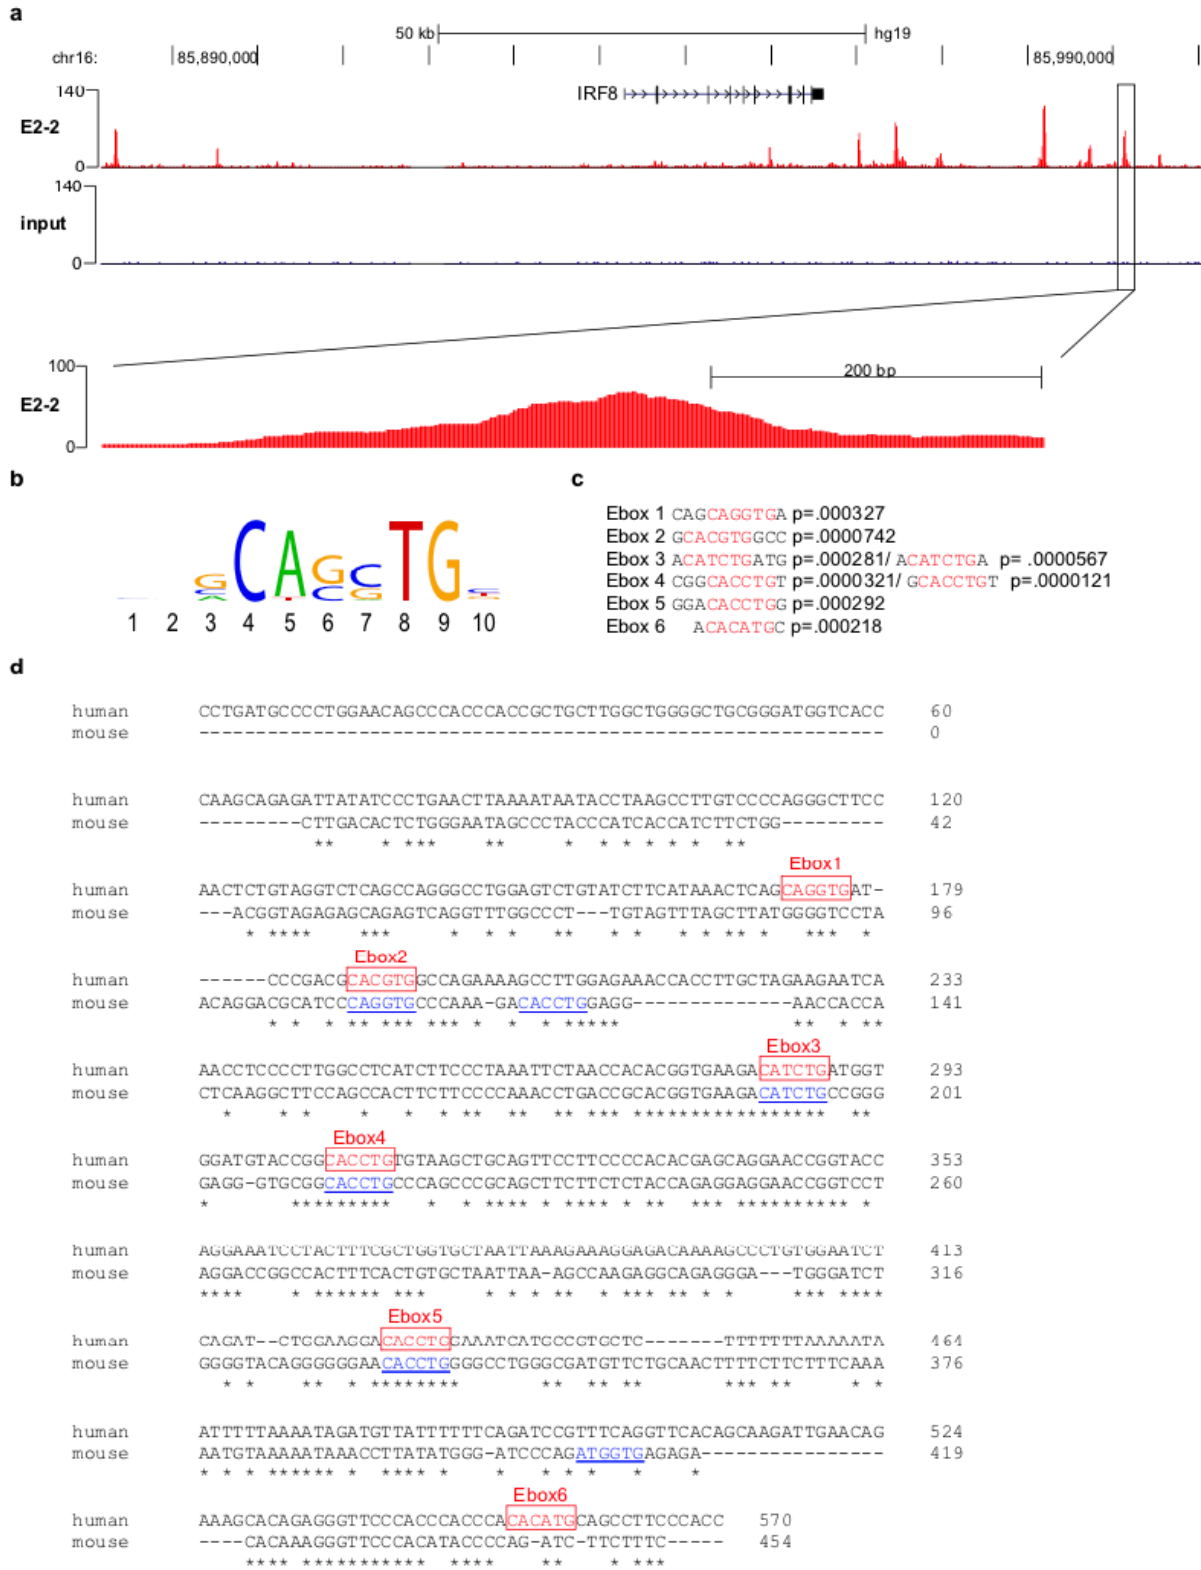 a
50 kb hg19
chr16: 85,890,000 85,990,000
IRF8
140
E2-2
0
140
input
0
100
200 bp
E2-2
0
b
c
CAGCTG
1 2 3 4 5 6 7 8 9 10
Ebox 1 CAGCAGGTGA p=.000327
Ebox 2 GCACGTGGCC p=.0000742
Ebox 3 ACATCTGATG p=.000281/ ACATCTGA p= .0000567
Ebox 4 CGGCACCTGT p=.0000321/ GCACCTGT p=.0000121
Ebox 5 GGACACCTGG p=.000292
Ebox 6 ACACATGC p=.000218
d
human CCTGATGCCCCTGGAACAGCCCACCCACCGCTGCTTGGCTGGGGCTGCGGGATGGTCACC 60
mouse ------------------------------------------------------------ 0
human CAAGCAGAGATTATATCCCTGAACTTAAAATAATACCTAAGCCTTGTCCCCAGGGCTTCC 120
mouse ---------CTTGACACTCTGGGAATAGCCCTACCCATCACCATCTTCTGG--------- 42
** * *** ** * * * * * * **
Ebox1
human AACTCTGTAGGTCTCAGCCAGGGCCTGGAGTCTGTATCTTCATAAACTCAGCAGGTGAT- 179
mouse ---ACGGTAGAGAGCAGAGTCAGGTTTGGCCCT---TGTAGTTTAGCTTATGGGGTCCTA 96
* **** *** * * * ** * * * * * *** *
Ebox2
human ------CCCGACGCACGTGGCCAGAAAAGCCTTGGAGAAACCACCTTGCTAGAAGAATCA 233
mouse ACAGGACGCATCCCAGGTGCCCAAA-GACACCTGGAGG--------------AACCACCA 141
* * * ** *** *** * * ****** ** * **
Ebox3
human AACCTCCCCTTGGCCTCATCTTCCCTAAATTCTAACCACACGGTGAAGACATCTGATGGT 293
mouse CTCAAGGCTTCCAGCCACTTCTTCCCCAAACCTGACCGCACGGTGAAGACATCTGCCGGG 201
* * * * * * ** ** *** *** ***************** **
Ebox4
human GGATGTACCGGCACCTGTGTAAGCTGCAGTTCCTTCCCCACACGAGCAGGAACCGGTACC 353
mouse GAGG-GTGCGGCACCTGCCCAGCCCGCAGCTTCTTCTCTACCAGAGGAGGAACCGGTCCT 260
* ********* * * **** **** * ** *** ********** *
human AGGAAATCCTACTTTCGCTGGTGCTAATTAAAGAAAGGAGACAAAAGCCCTGTGGAATCT 413
mouse AGGACCGGCCACTTTCACTGTGCTAATTAA-AGCCAAGAGGCAGAGGGA---TGGGATCT 316
**** * ****** *** * * ** *** ** * *** ****
Ebox5
human CAGAT--CTGGAAGGACACCTGGAAATCATGCCGTGCTC-------TTTTTTTAAAAATA 464
mouse GGGGTACAGGGGGGAACACCTGGGGCCTGGGCGATGTTCTGCAACTTTTCTTCTTTCAAA 376
* * ** * ******** ** ** ** *** ** * *
human ATTTTTAAAATAGATGTTATTTTTTCAGATCCGTTTCAGGTTCACAGCAAGATTGAACAG 524
mouse AATGTAAAAATAAACCTTATATGGG-ATCCCAGATGGTGAGAGA---------------- 419
* * ****** * **** * * * * * *
Ebox6
human AAAGCACAGAGGGTTCCCACCCACCCACACATGCAGCCTTCCCACC 570
mouse ----CACAAAGGGTTCCCACATACCCCAG-ATC-TTCTTTC----- 454
**** *********** **** ** * ***